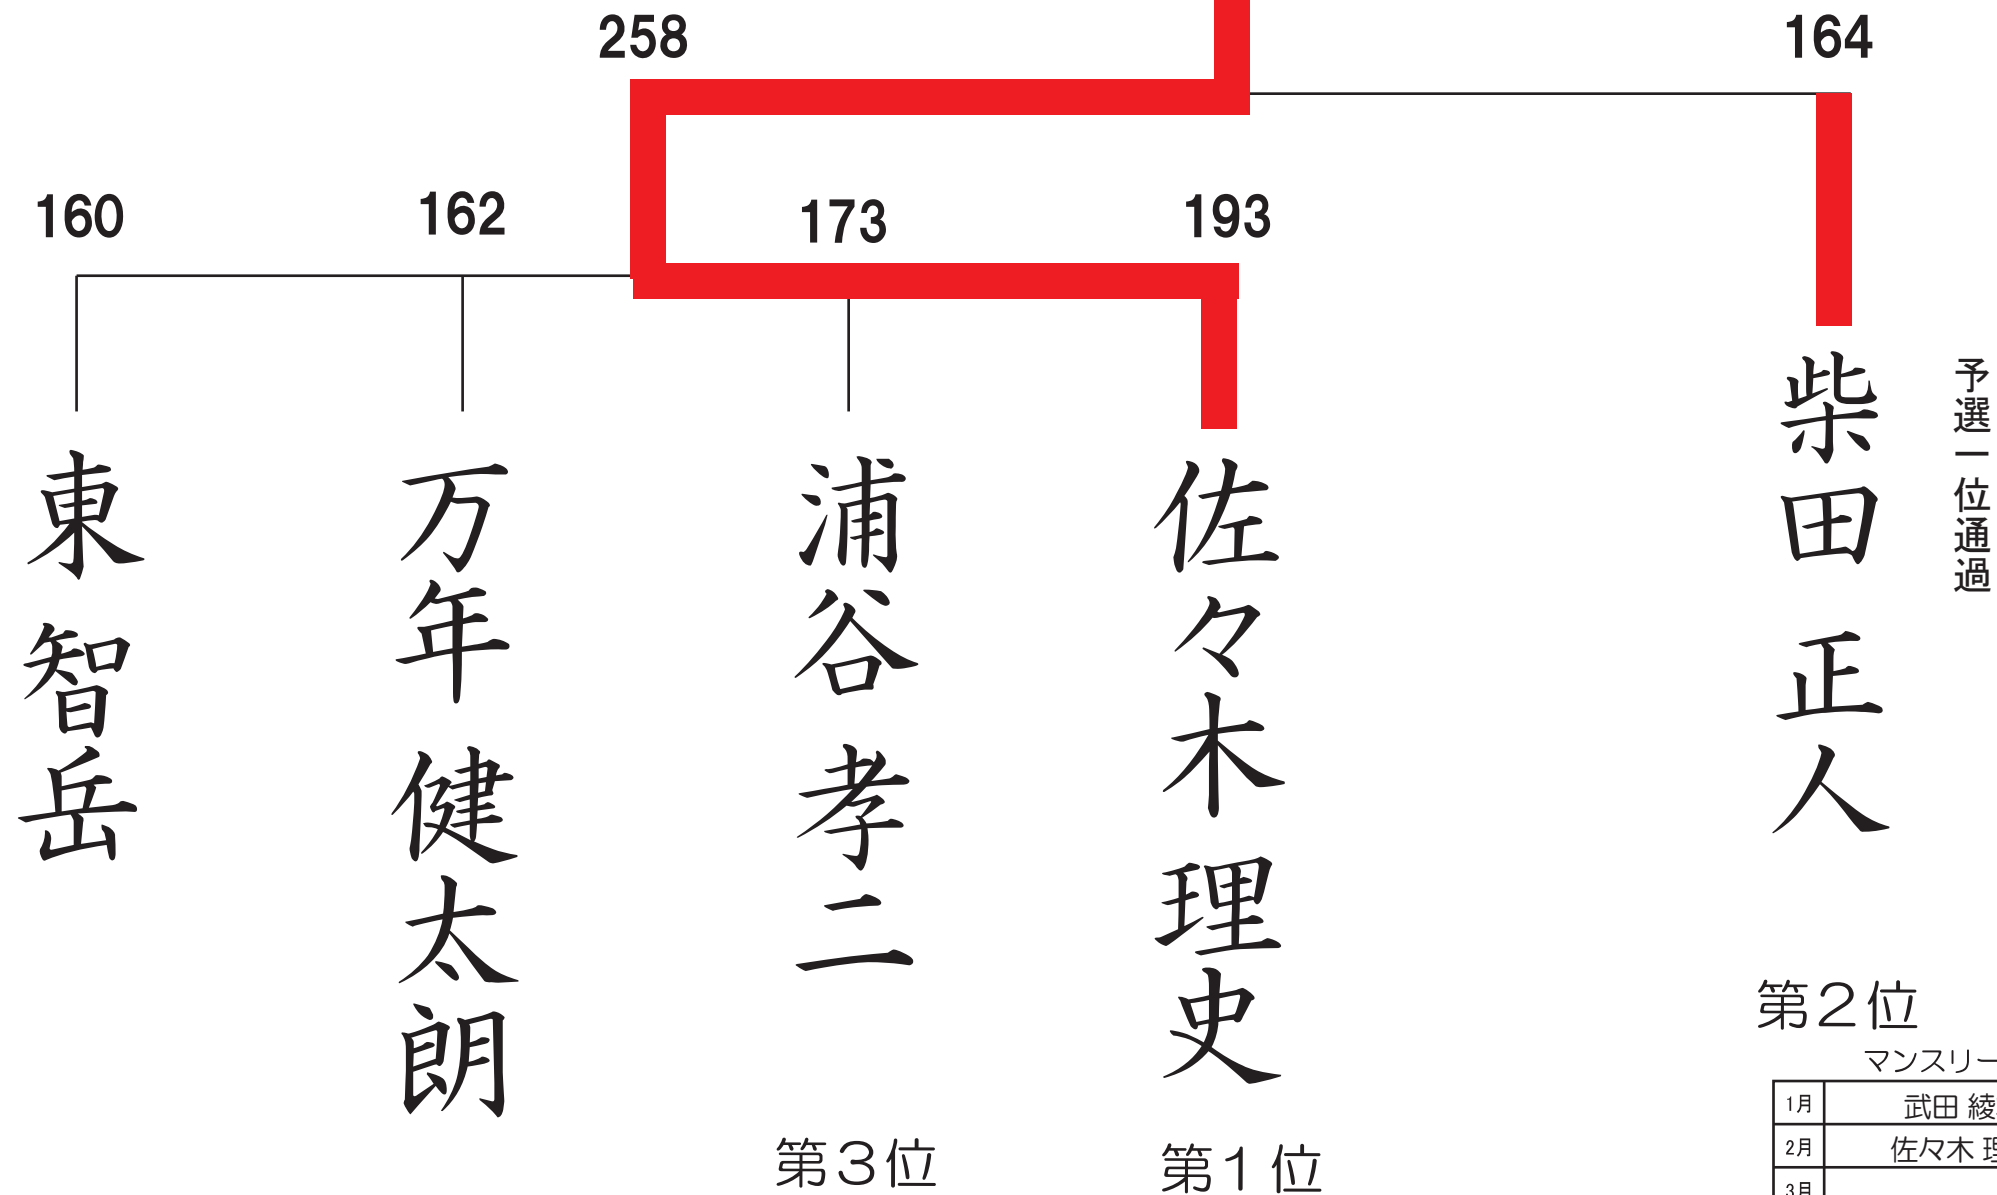 258
164
160
162
173
193
東 智岳
万年 健太朗
浦谷 孝二
佐々木 理史
柴田 正人
予選一位通過
第3位
第1位
第2位
マンスリー
1月 武田 綾
2月 佐々木 理
3月